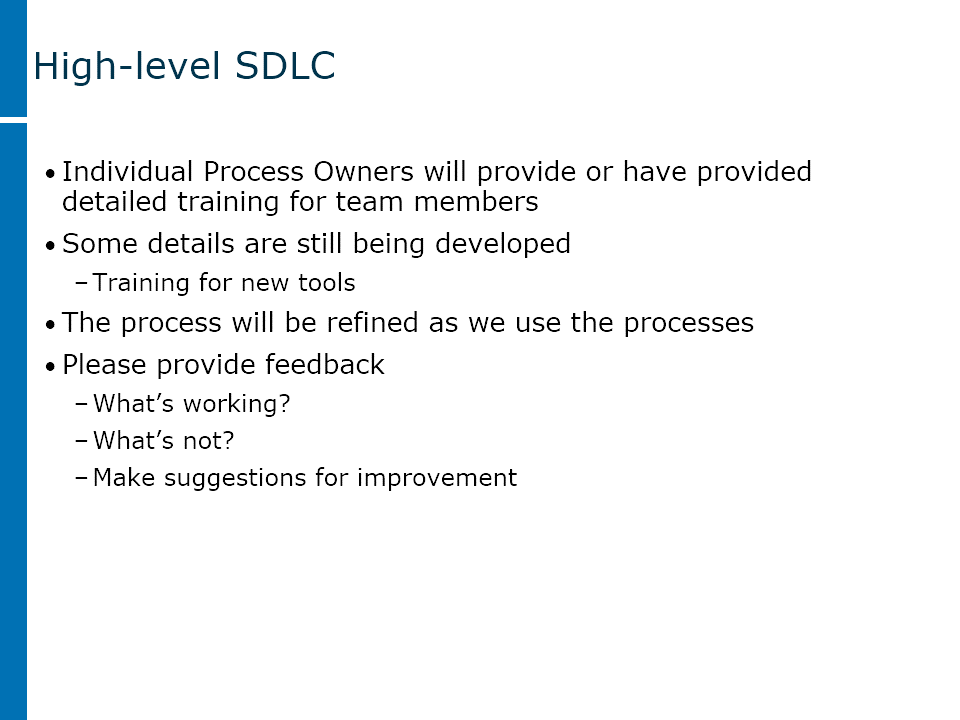 High-level SDLC
• Individual Process Owners will provide or have provided
detailed training for team members
• Some details are still being developed
– Training for new tools
• The process will be refined as we use the processes
• Please provide feedback
– What’s working?
– What’s not?
– Make suggestions for improvement